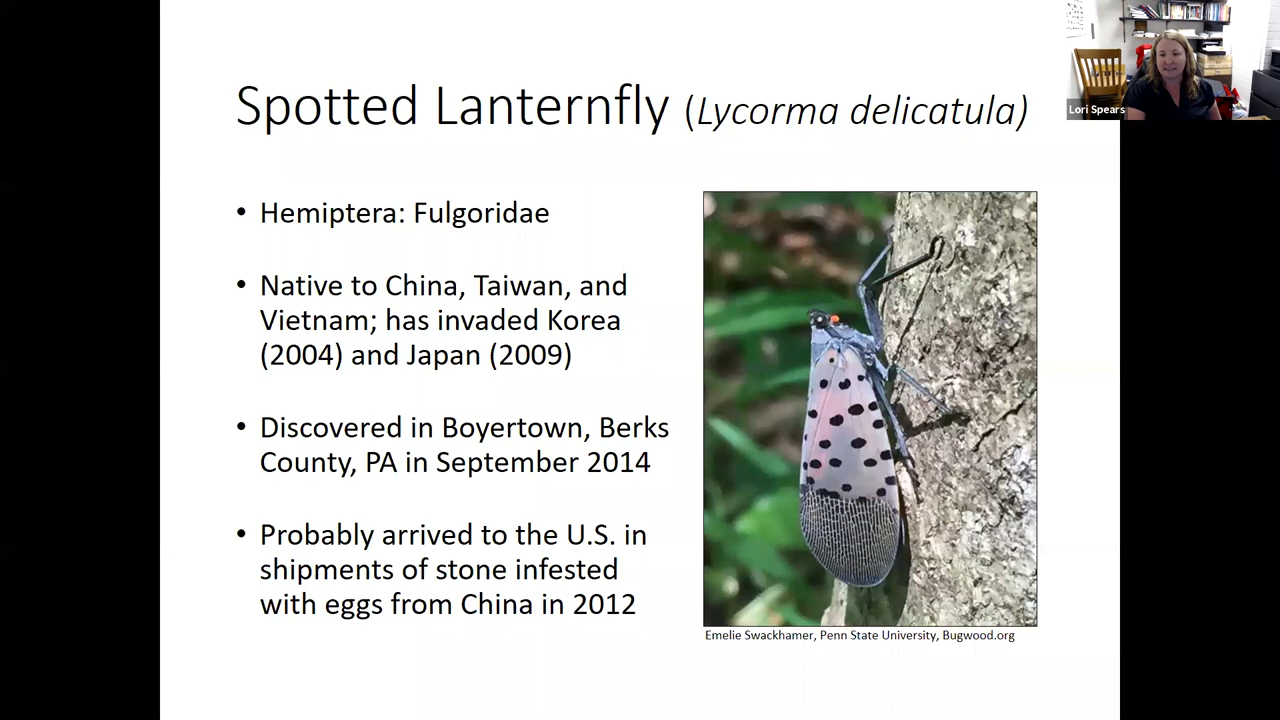 Spotted Lanternfly (Lycorma delicatula)
Lori Spears
• Hemiptera: Fulgoridae
• Native to China, Taiwan, and
Vietnam; has invaded Korea
(2004) and Japan (2009)
• Discovered in Boyertown, Berks
County, PA in September 2014
• Probably arrived to the U.S. in
shipments of stone infested
with eggs from China in 2012
Emelie Swackhamer, Penn State University, Bugwood.org